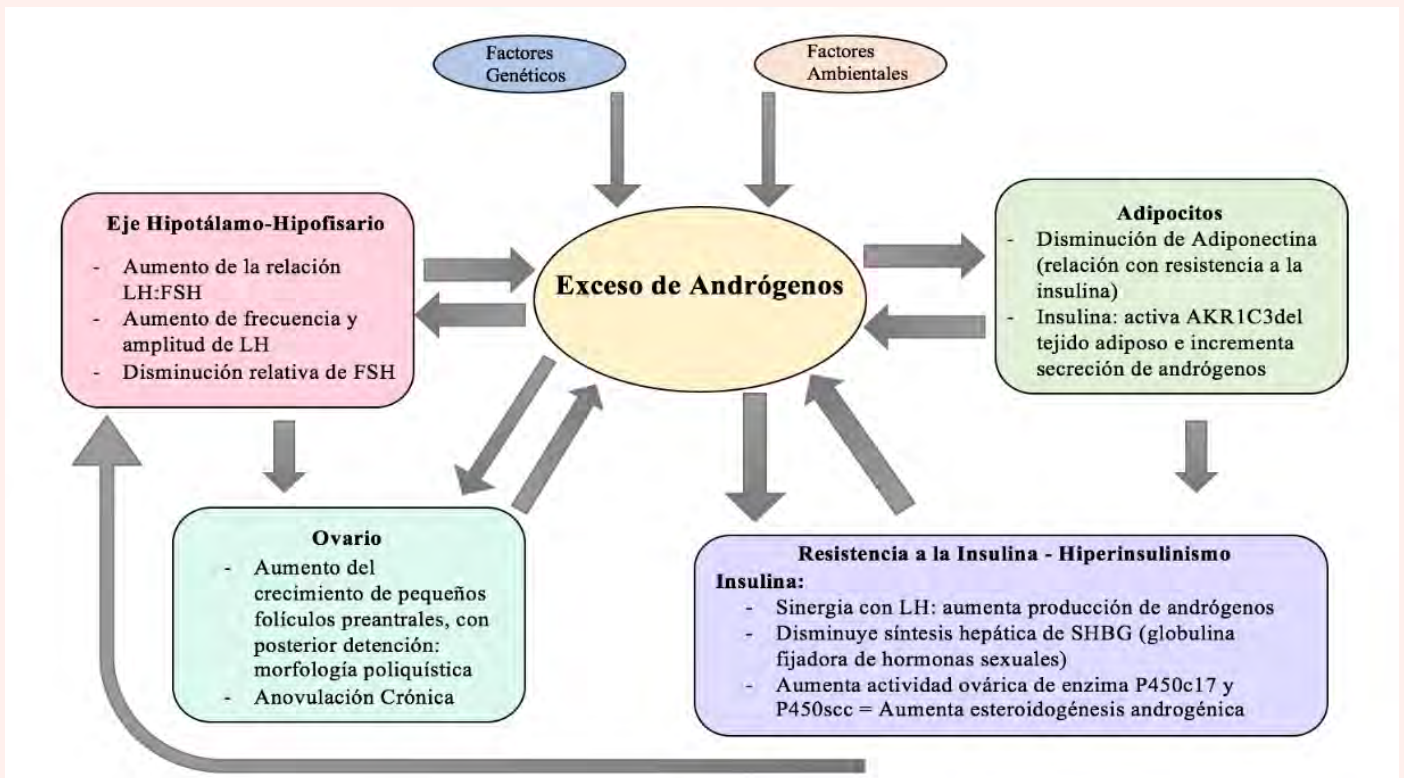 Factores
Genéticos
Factores
Ambientales
Eje Hipotálamo-Hipofisario
- Aumento de la relación
LH:FSH
- Aumento de frecuencia y
amplitud de LH
- Disminución relativa de FSH
Exceso de Andrógenos
Adipocitos
- Disminución de Adiponectina
(relación con resistencia a la
insulina)
- Insulina: activa AKR1C3del
tejido adiposo e incrementa
secreción de andrógenos
Ovario
- Aumento del
crecimiento de pequeños
folículos preantrales, con
posterior detención:
morfología poliquística
- Anovulación Crónica
Resistencia a la Insulina - Hiperinsulinismo
Insulina:
- Sinergia con LH: aumenta producción de andrógenos
- Disminuye síntesis hepática de SHBG (globulina
fijadora de hormonas sexuales)
- Aumenta actividad ovárica de enzima P450c17 y
P450scc = Aumenta esteroidogénesis androgénica